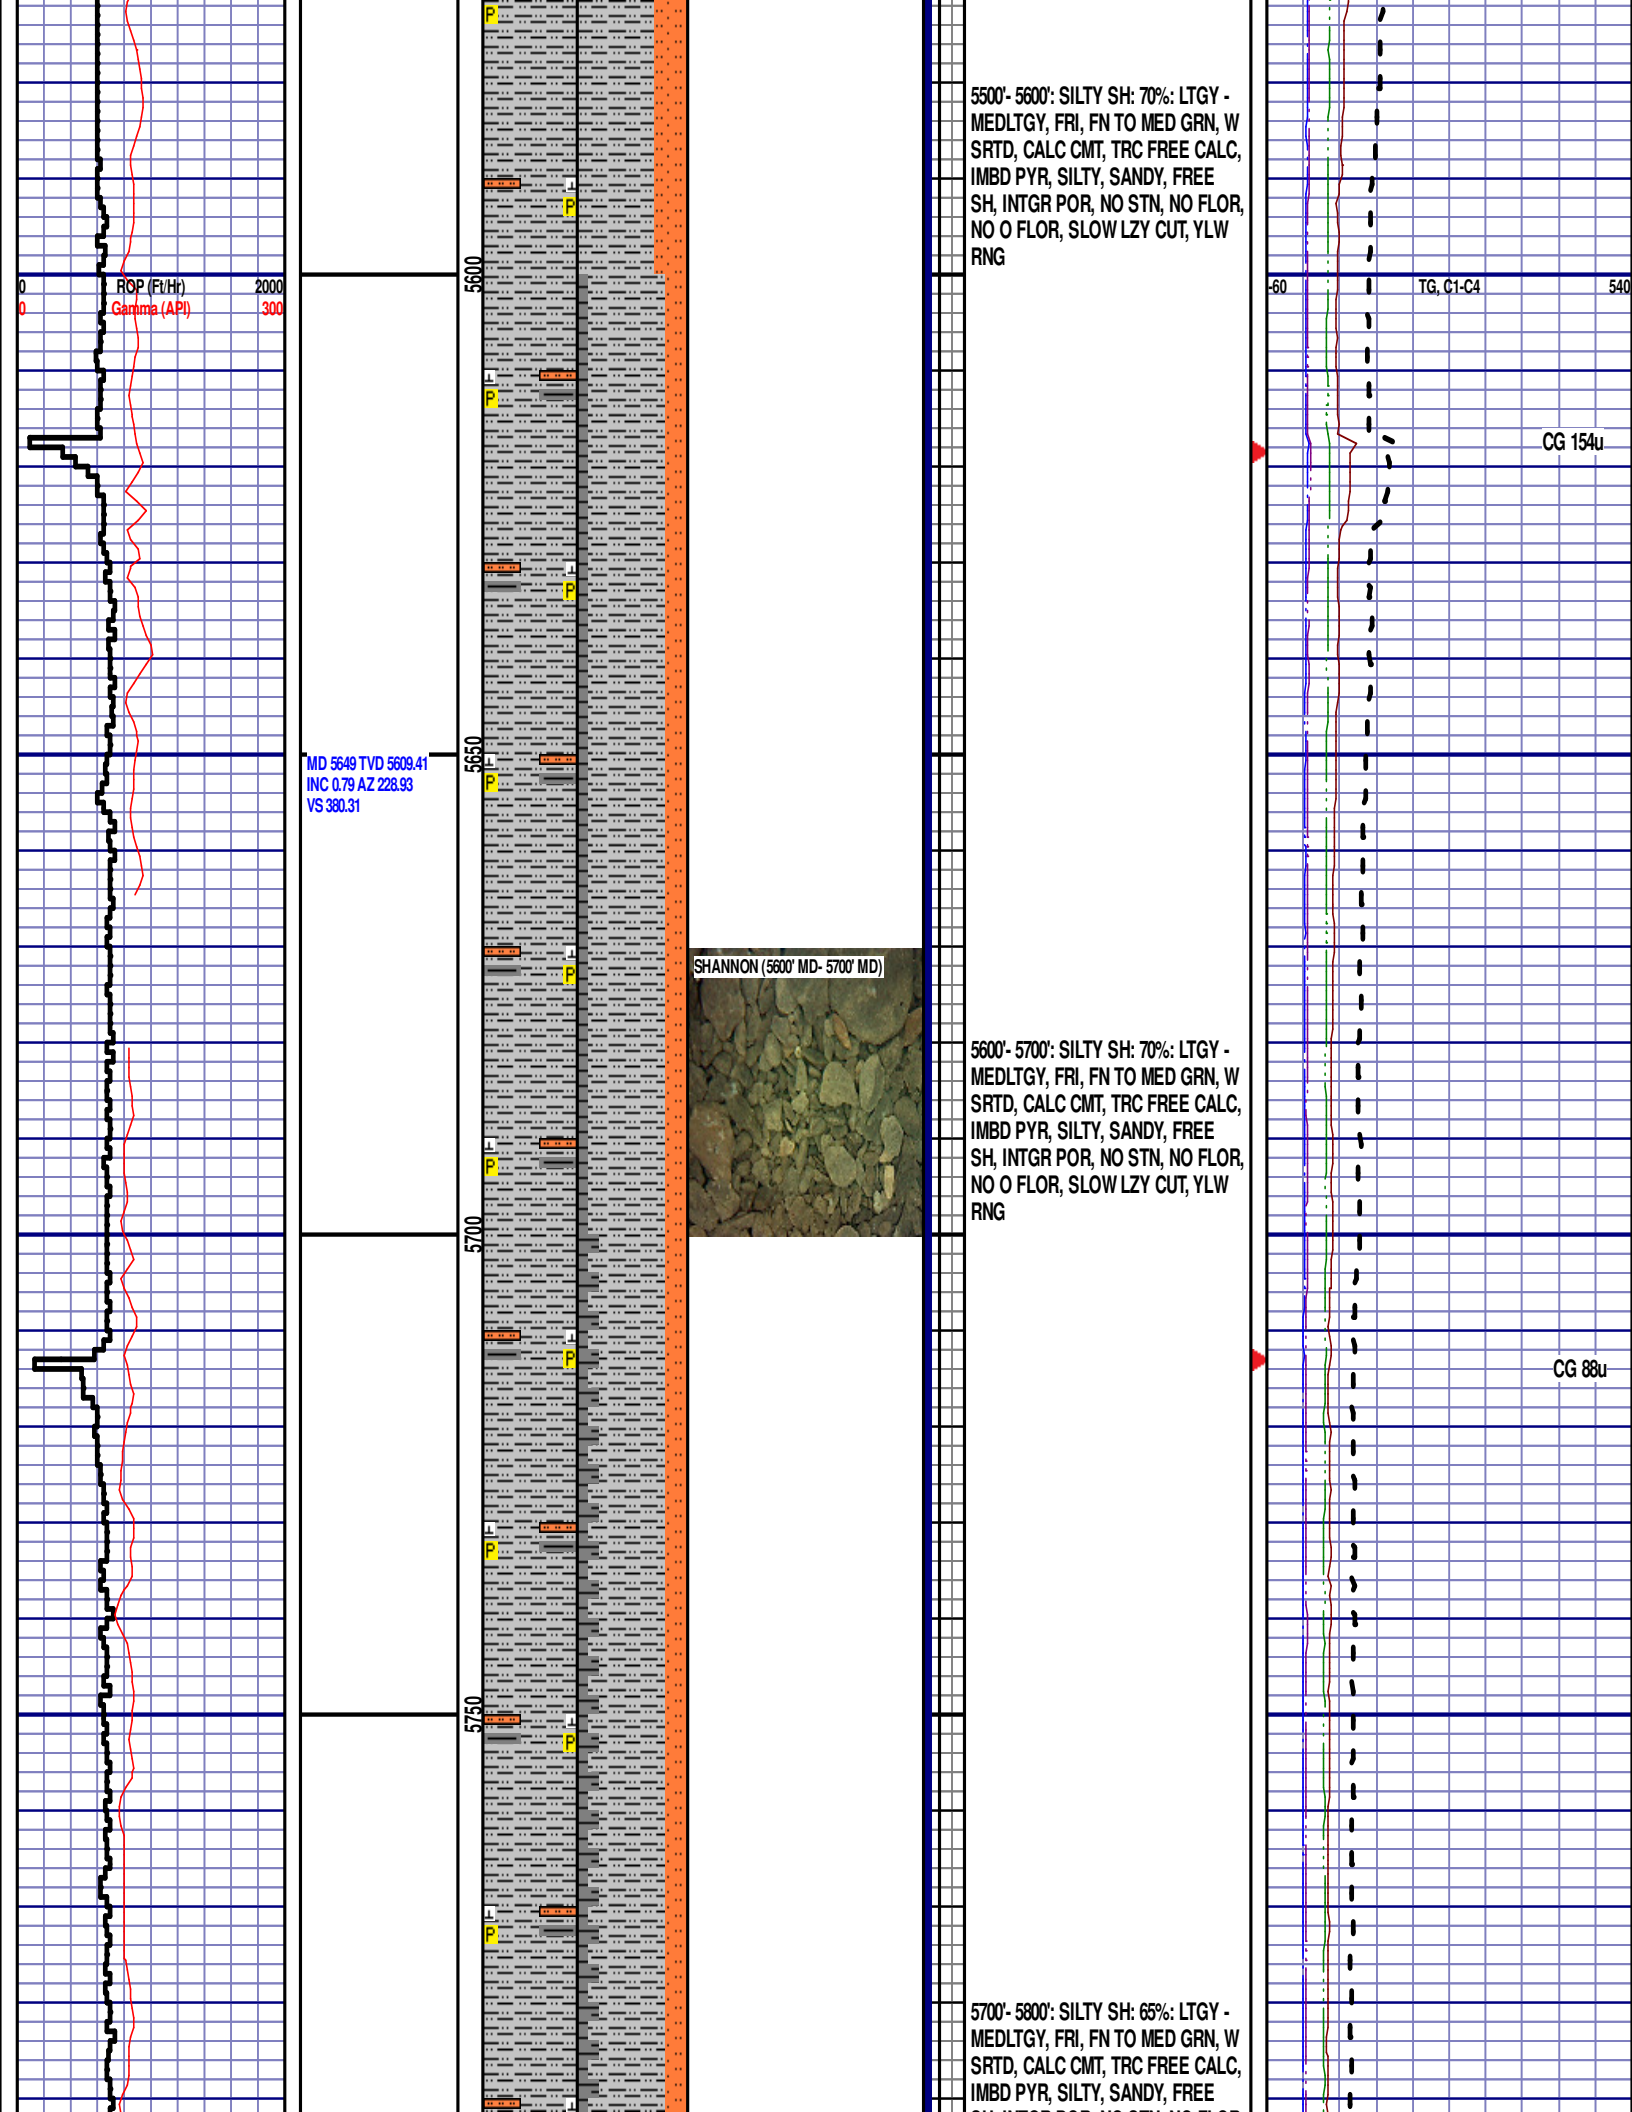 5500'- 5600': SILTY SH: 70%: LTGY -
MEDLTGY, FRI, FN TO MED GRN, W
SRTD, CALC CMT, TRC FREE CALC,
IMBD PYR, SILTY, SANDY, FREE
SH, INTGR POR, NO STN, NO FLOR,
NO O FLOR, SLOW LZY CUT, YLW
RNG
5600
0 ROP (Ft/Hr) 2000
0 Gamma (API) 300
-60 TG, C1-C4 540
CG 154u
5650
MD 5649 TVD 5609.41
INC 0.79 AZ 228.93
VS 380.31
SHANNON (5600' MD- 5700' MD)
5600'- 5700': SILTY SH: 70%: LTGY -
MEDLTGY, FRI, FN TO MED GRN, W
SRTD, CALC CMT, TRC FREE CALC,
IMBD PYR, SILTY, SANDY, FREE
SH, INTGR POR, NO STN, NO FLOR,
NO O FLOR, SLOW LZY CUT, YLW
RNG
5700
CG 88u
5750
5700'- 5800': SILTY SH: 65%: LTGY -
MEDLTGY, FRI, FN TO MED GRN, W
SRTD, CALC CMT, TRC FREE CALC,
IMBD PYR, SILTY, SANDY, FREE
P
P
P
P
P
P
P
P
P
P
P